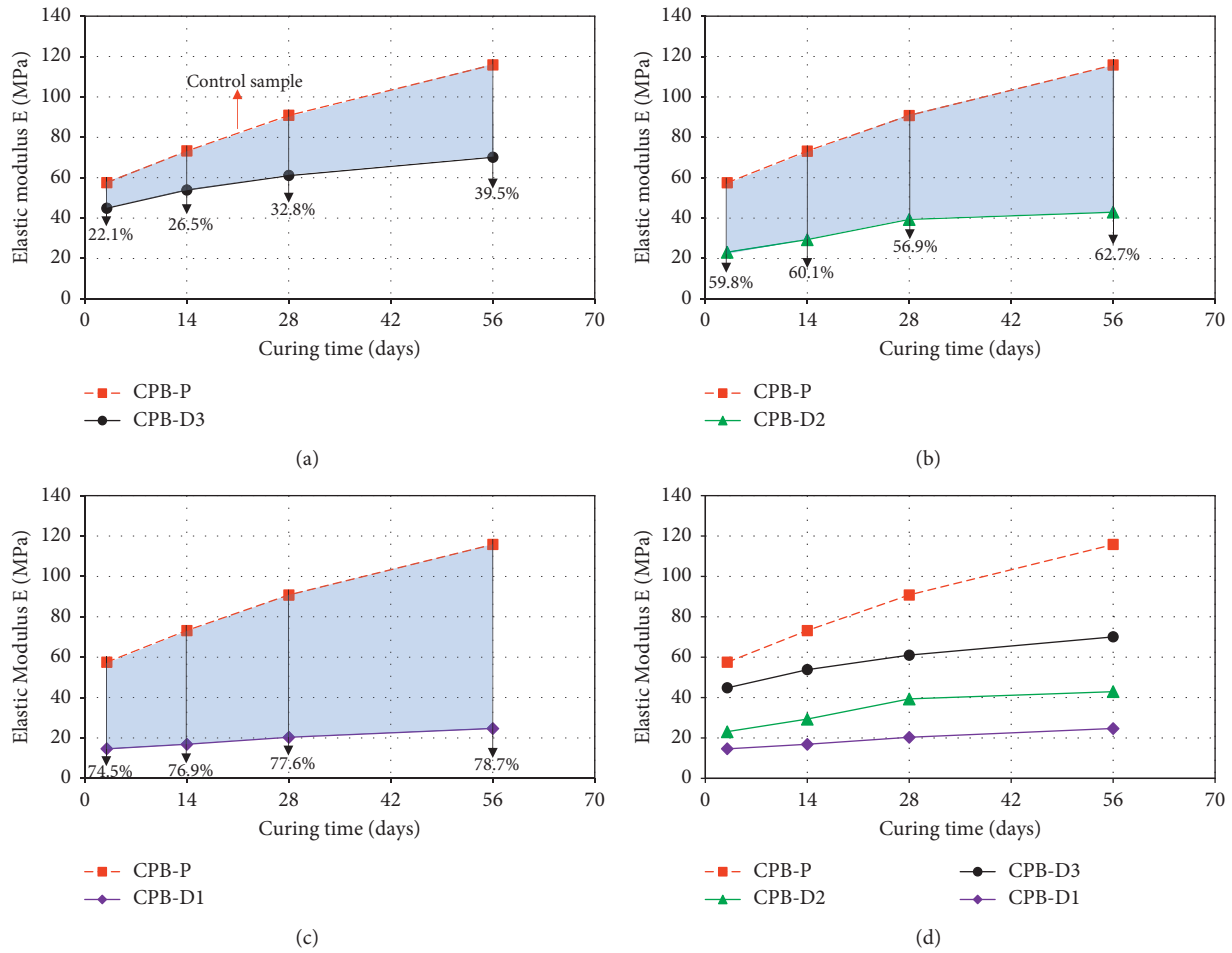 140
120
100
80
60
40
20
0
Elastic modulus E (MPa)
Control sample
22.1%
26.5%
32.8%
39.5%
0 14 28 42 56 70
Curing time (days)
CPB-P
CPB-D3
(a)
140
120
100
80
60
40
20
0
Elastic modulus E (MPa)
59.8%
60.1%
56.9%
62.7%
0 14 28 42 56 70
Curing time (days)
CPB-P
CPB-D2
(b)
140
120
100
80
60
40
20
0
Elastic Modulus E (MPa)
74.5%
76.9%
77.6%
78.7%
0 14 28 42 56 70
Curing time (days)
CPB-P
CPB-D1
(c)
140
120
100
80
60
40
20
0
Elastic Modulus E (MPa)
0 14 28 42 56 70
Curing time (days)
CPB-P CPB-D3
CPB-D2 CPB-D1
(d)